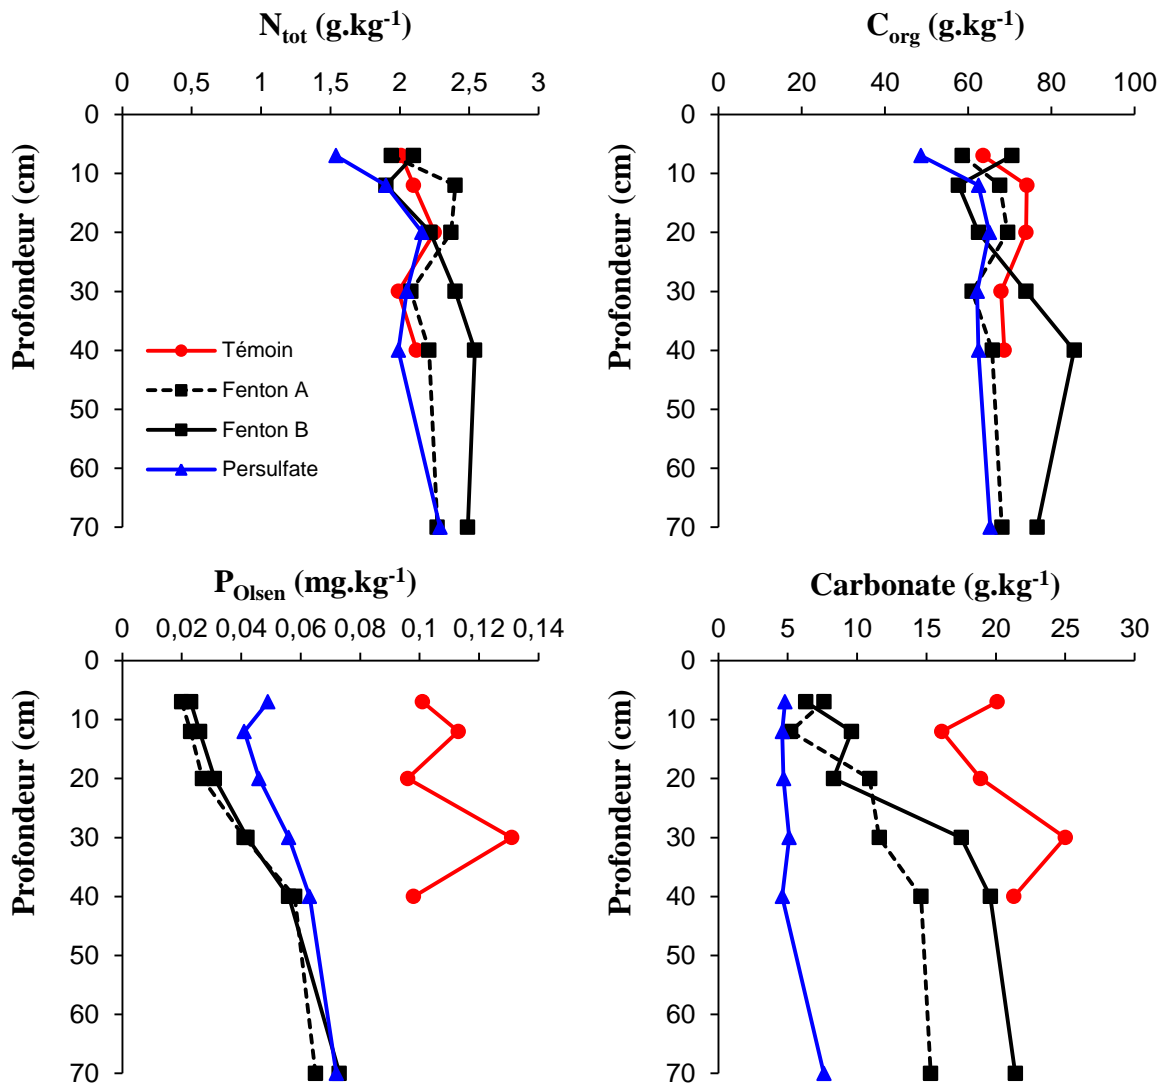 N_tot (g.kg⁻¹)
0 0,5 1 1,5 2 2,5 3
0
10
20
30
40
50
60
70
Profondeur (cm)
Témoin
Fenton A
Fenton B
Persulfate
C_org (g.kg⁻¹)
0 20 40 60 80 100
0
10
20
30
40
50
60
70
Profondeur (cm)
P_Olsen (mg.kg⁻¹)
0 0,02 0,04 0,06 0,08 0,1 0,12 0,14
0
10
20
30
40
50
60
70
Profondeur (cm)
Carbonate (g.kg⁻¹)
0 5 10 15 20 25 30
0
10
20
30
40
50
60
70
Profondeur (cm)